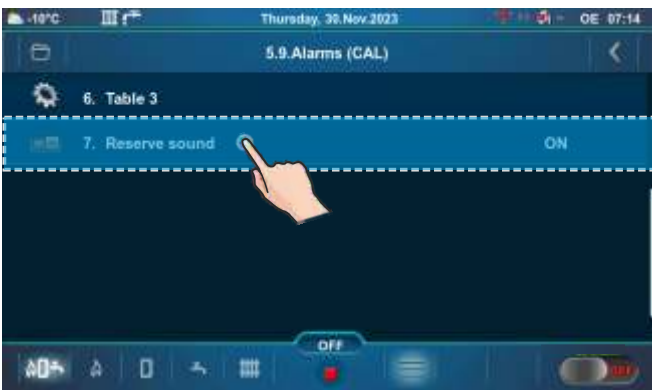 -10°C Thursday, 30.Nov.2023 OE 07:14
5.9.Alarms (CAL)
6. Table 3
7. Reserve sound ON
OFF
OFF